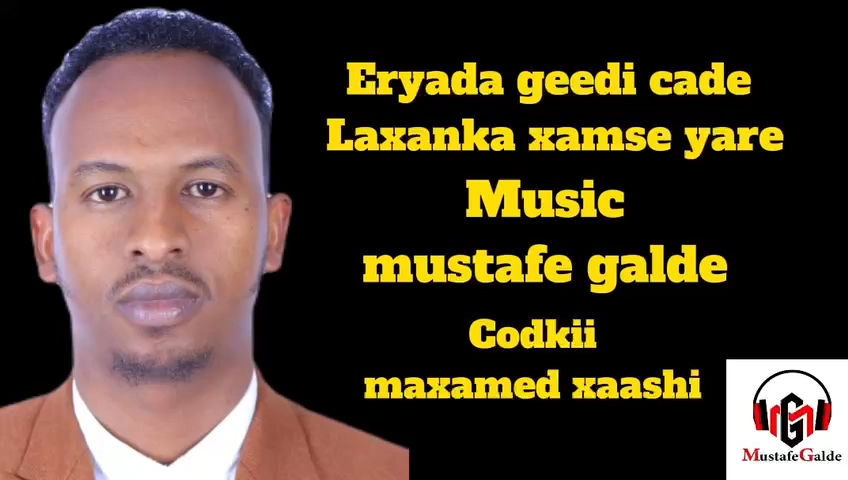 Eryada geedi cade
Laxanka xamse yare
Music
mustafe galde
Codkii
maxamed xaashi
MustafeGalde